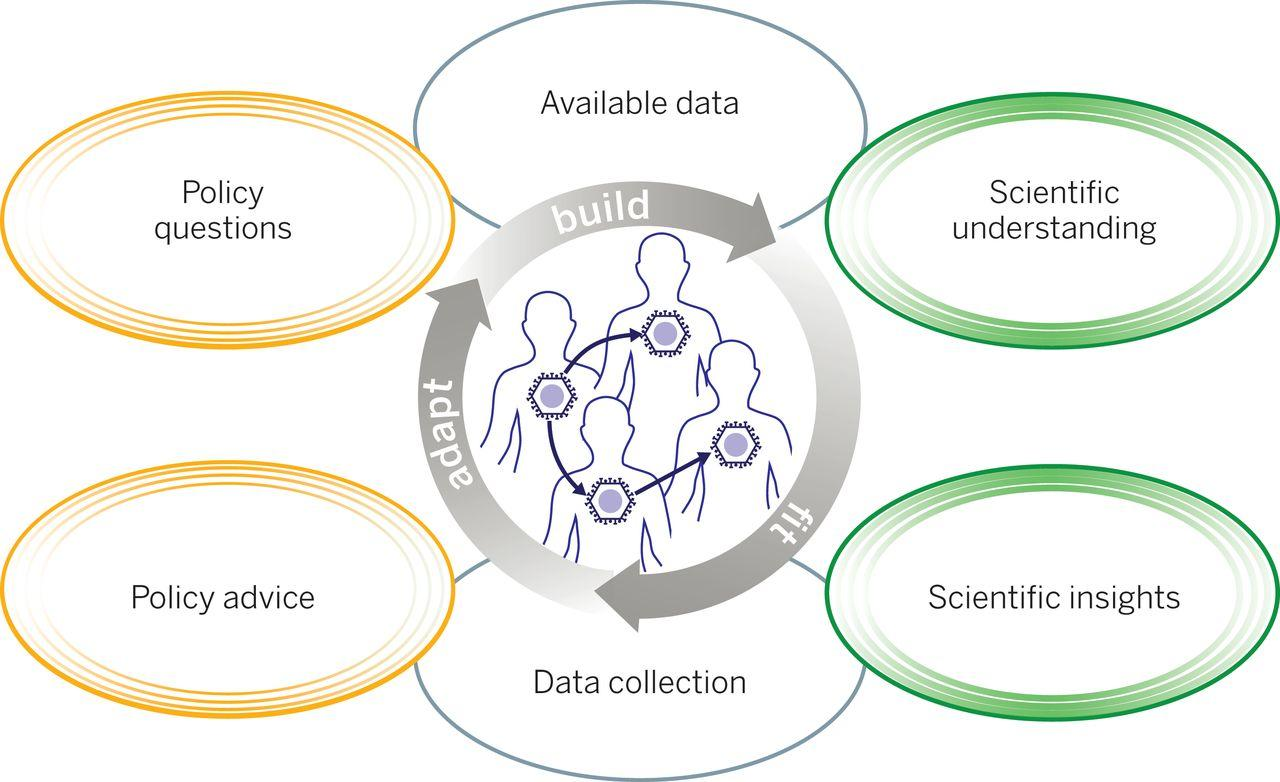 Available data
Policy
questions
Scientific
understanding
build
adapt
fit
Policy advice
Scientific insights
Data collection